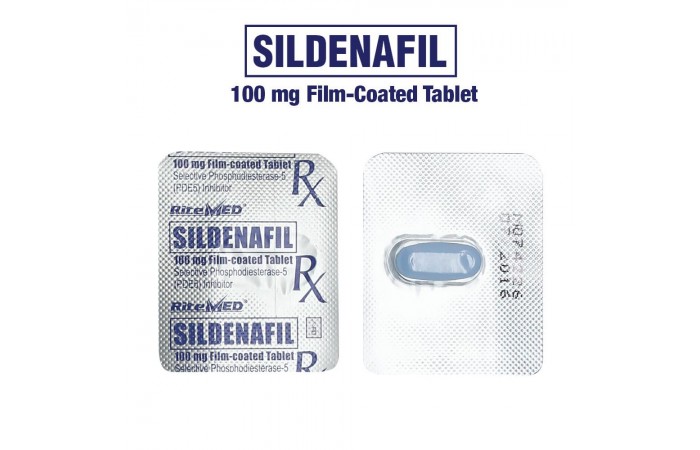 SILDENAFIL
100 mg Film-Coated Tablet
100 mg Film-coated Tablet
Selective Phosphodiesterase-5
(PDE5) Inhibitor
Rx
RiteMED®
SILDENAFIL
100 mg Film-coated Tablet
Selective Phosphodiesterase-5
(PDE5) Inhibitor
Rx
RiteMED®
SILDENAFIL
100 mg Film-coated Tablet
Selective Phosphodiesterase-5
Rx
2016